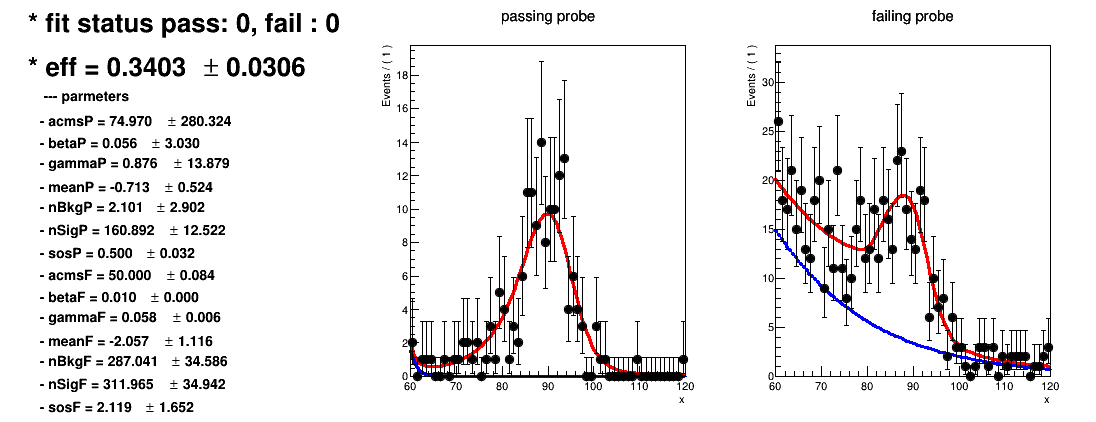 * fit status pass: 0, fail : 0
* eff = 0.3403 ± 0.0306
--- parmeters
- acmsP = 74.970 ± 280.324
- betaP = 0.056 ± 3.030
- gammaP = 0.876 ± 13.879
- meanP = -0.713 ± 0.524
- nBkgP = 2.101 ± 2.902
- nSigP = 160.892 ± 12.522
- sosP = 0.500 ± 0.032
- acmsF = 50.000 ± 0.084
- betaF = 0.010 ± 0.000
- gammaF = 0.058 ± 0.006
- meanF = -2.057 ± 1.116
- nBkgF = 287.041 ± 34.586
- nSigF = 311.965 ± 34.942
- sosF = 2.119 ± 1.652
passing probe
Events / ( 1 )
18
16
14
12
10
8
6
4
2
0
60 70 80 90 100 110 120
x
failing probe
Events / ( 1 )
30
25
20
15
10
5
0
60 70 80 90 100 110 120
x